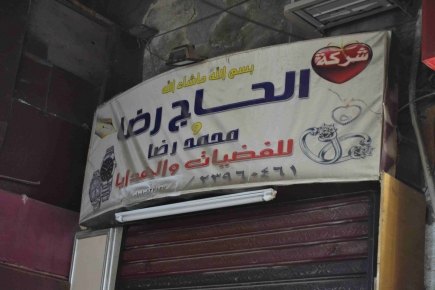 شركة
بسم الله ماشاء الله
الحاج رضا
محمد رضا
للفضيات والهدايا
٢٣٩٦٠٤٦١